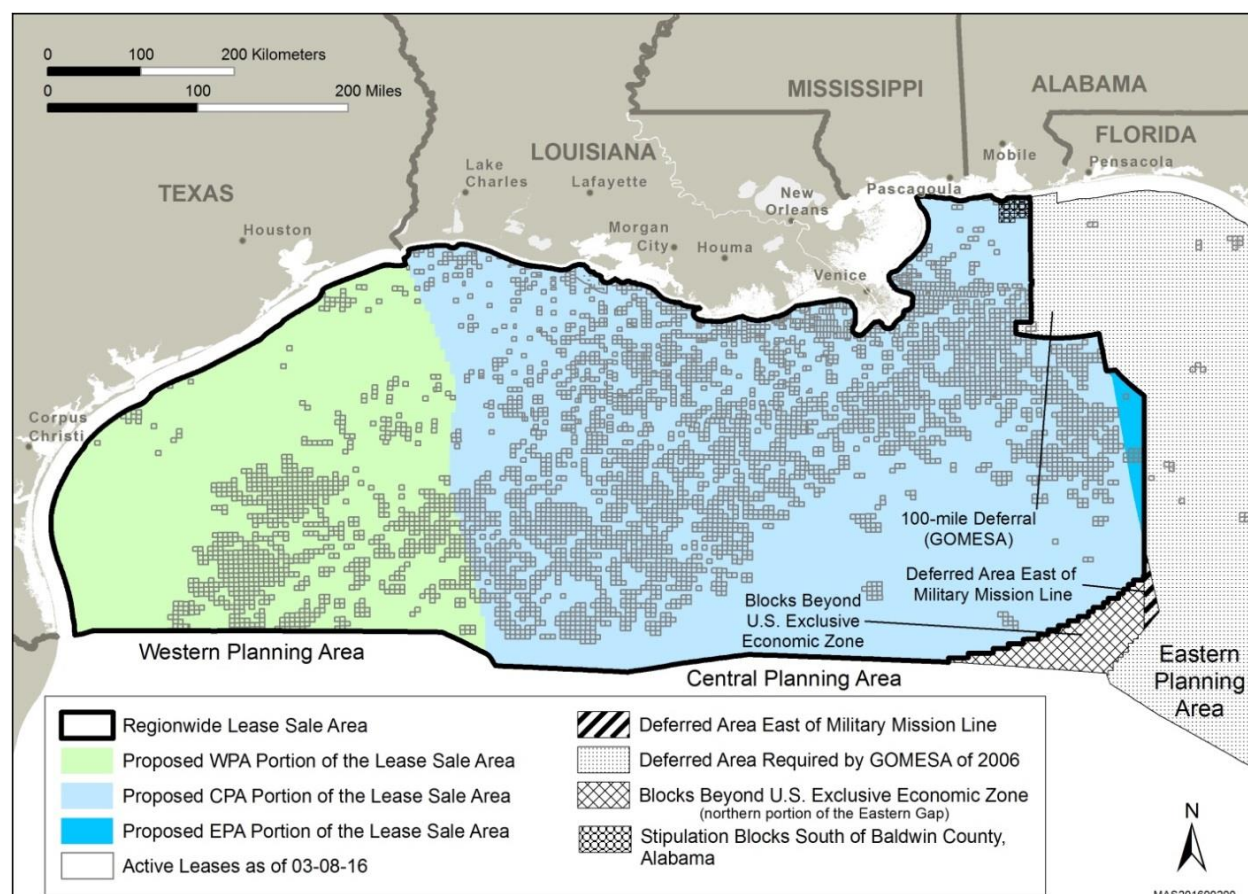 0 100 200 Kilometers
0 100 200 Miles
MISSISSIPPI
ALABAMA
FLORIDA
LOUISIANA
TEXAS
Mobile
Pensacola
Pascagoula
Lake
Charles
Lafayette
New
Orleans
Houston
Morgan
City
Houma
Venice
Corpus
Christi
100-mile Deferral
(GOMESA)
Deferred Area East of
Military Mission Line
Blocks Beyond
U.S. Exclusive
Economic Zone
Western Planning Area
Central Planning Area
Eastern
Planning
Area
Regionwide Lease Sale Area
Proposed WPA Portion of the Lease Sale Area
Proposed CPA Portion of the Lease Sale Area
Proposed EPA Portion of the Lease Sale Area
Active Leases as of 03-08-16
Deferred Area East of Military Mission Line
Deferred Area Required by GOMESA of 2006
Blocks Beyond U.S. Exclusive Economic Zone
(northern portion of the Eastern Gap)
Stipulation Blocks South of Baldwin County,
Alabama
N